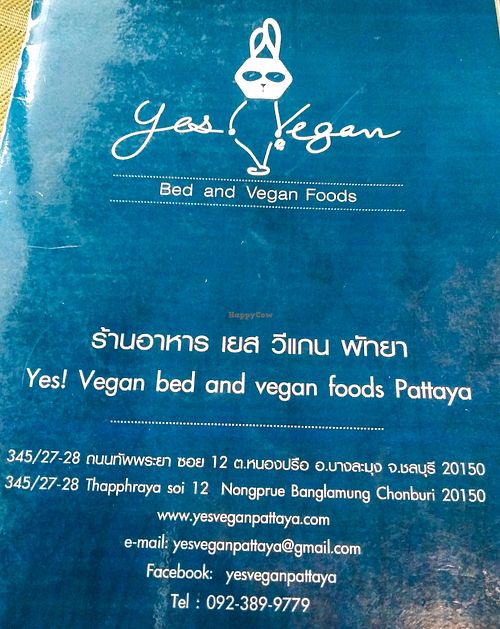 Yes! Vegan
Bed and Vegan Foods
HappyCow
ร้านอาหาร เยส วีแกน พัทยา
Yes! Vegan bed and vegan foods Pattaya
345/27-28 ถนนทัพพระยา ซอย 12 ต.หนองปรือ อ.บางละมุง จ.ชลบุรี 20150
345/27-28 Thapphraya soi 12 Nongprue Banglamung Chonburi 20150
www.yesveganpattaya.com
e-mail: yesveganpattaya@gmail.com
Facebook: yesveganpattaya
Tel : 092-389-9779